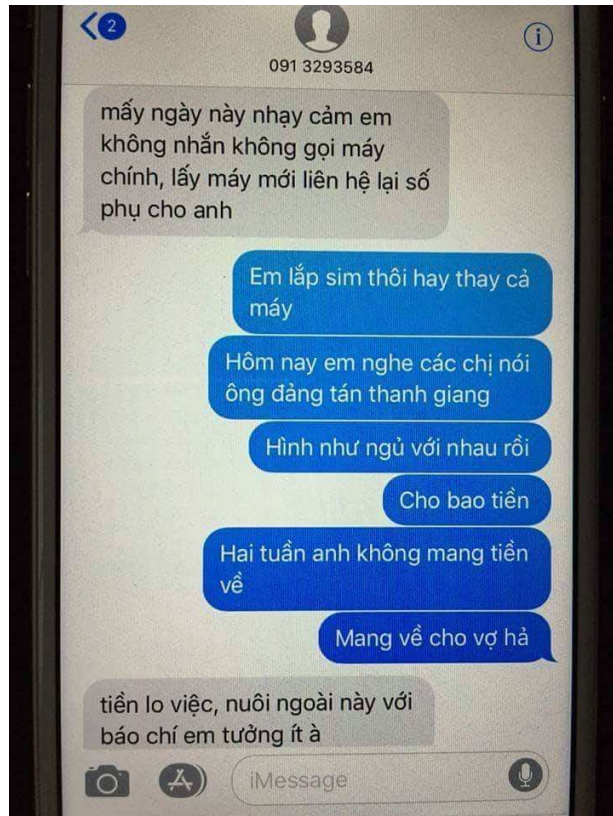 2
091 3293584
mấy ngày này nhạy cảm em
không nhắn không gọi máy
chính, lấy máy mới liên hệ lại số
phụ cho anh
Em lắp sim thôi hay thay cả
máy
Hôm nay em nghe các chị nói
ông đảng tán thanh giang
Hình như ngủ với nhau rồi
Cho bao tiền
Hai tuần anh không mang tiền
về
Mang về cho vợ hả
tiền lo việc, nuôi ngoài này với
báo chí em tưởng ít à
iMessage